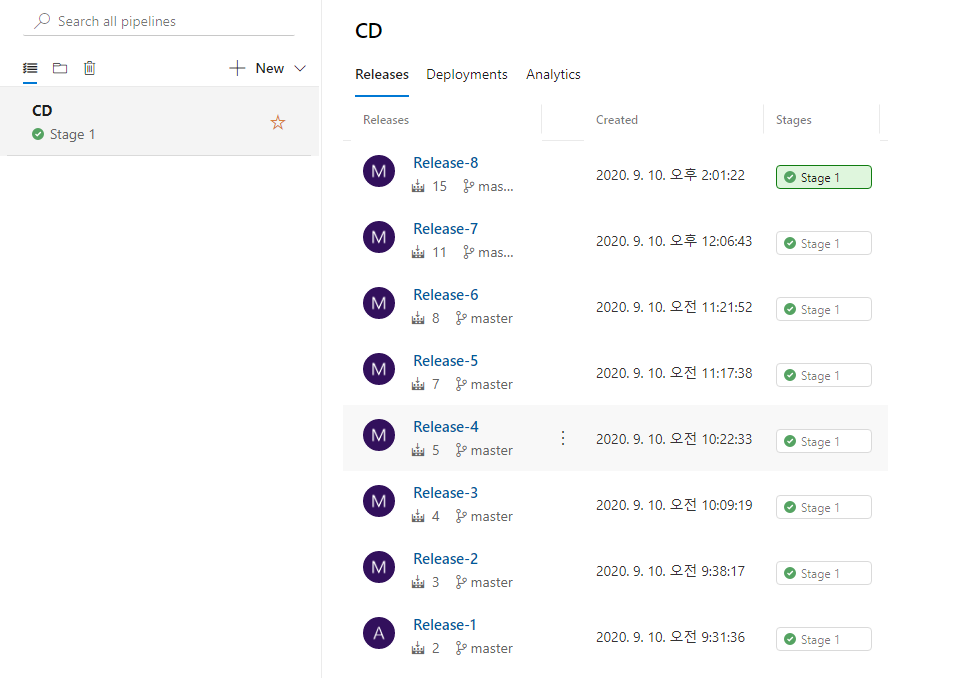 Search all pipelines
New
CD
Stage 1
CD
Releases Deployments Analytics
Releases Created Stages
M Release-8 2020. 9. 10. 오후 2:01:22 Stage 1
15 mas...
M Release-7 2020. 9. 10. 오후 12:06:43 Stage 1
11 mas...
M Release-6 2020. 9. 10. 오전 11:21:52 Stage 1
8 master
M Release-5 2020. 9. 10. 오전 11:17:38 Stage 1
7 master
M Release-4 2020. 9. 10. 오전 10:22:33 Stage 1
5 master
M Release-3 2020. 9. 10. 오전 10:09:19 Stage 1
4 master
M Release-2 2020. 9. 10. 오전 9:38:17 Stage 1
3 master
A Release-1 2020. 9. 10. 오전 9:31:36 Stage 1
2 master